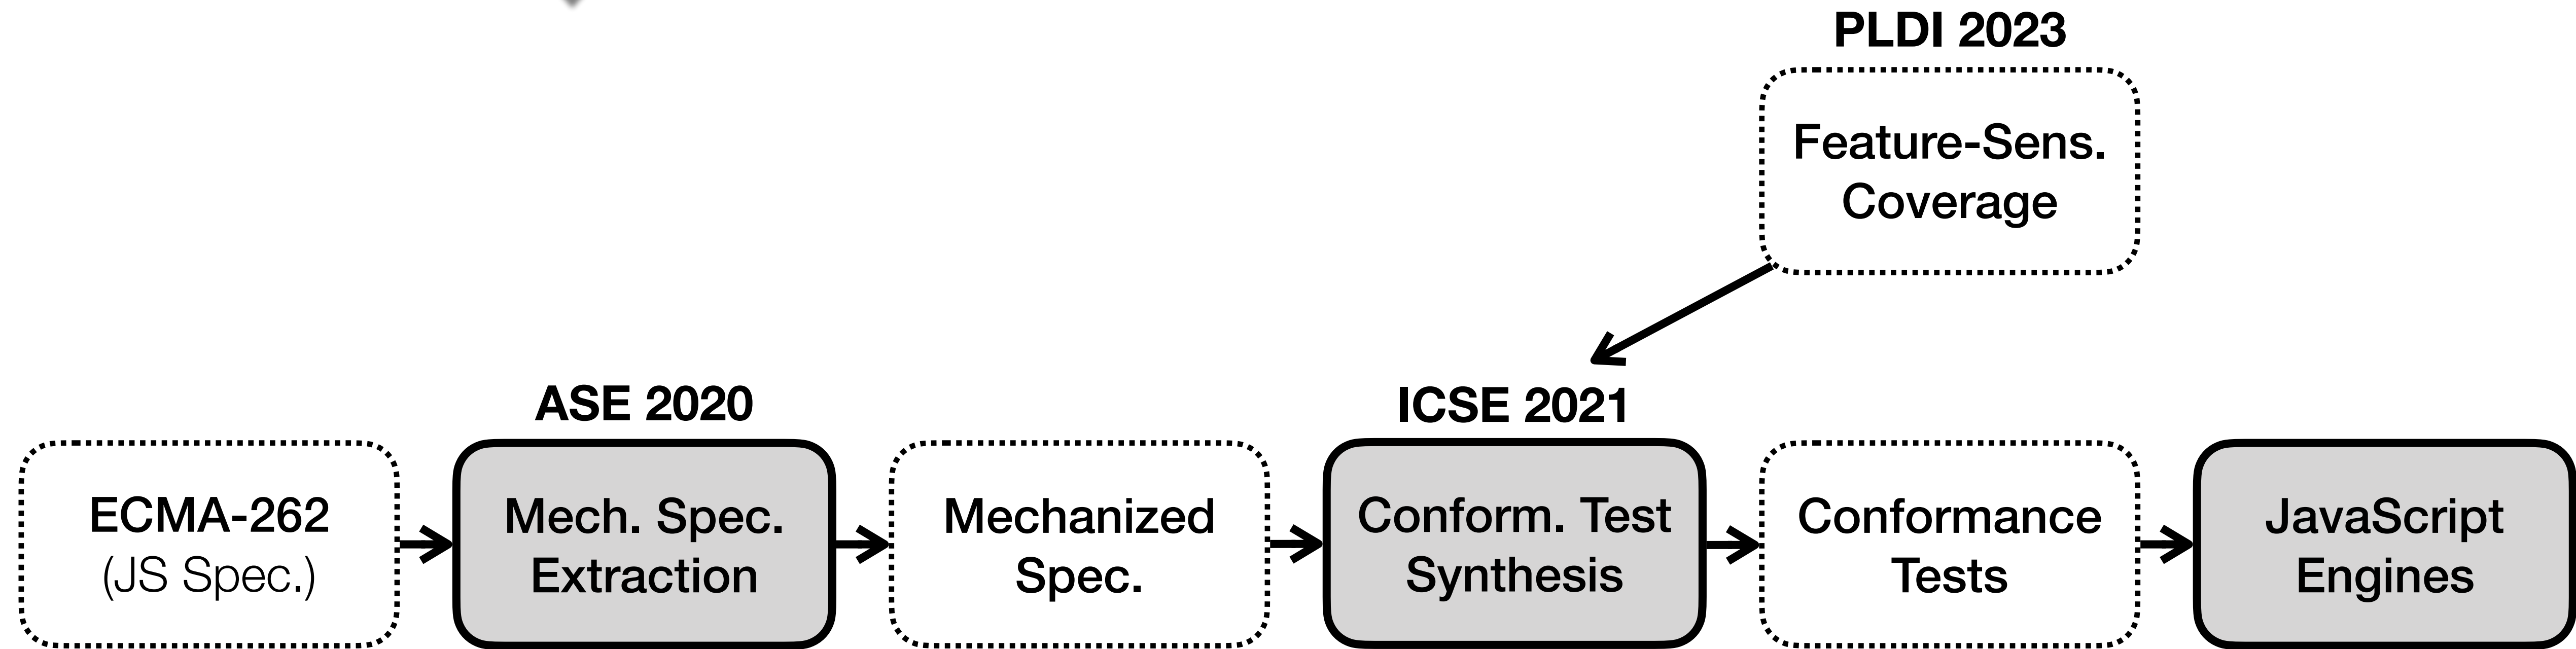 PLDI 2023
Feature-Sens.
Coverage
ASE 2020
ICSE 2021
ECMA-262
(JS Spec.)
Mech. Spec.
Extraction
Mechanized
Spec.
Conform. Test
Synthesis
Conformance
Tests
JavaScript
Engines